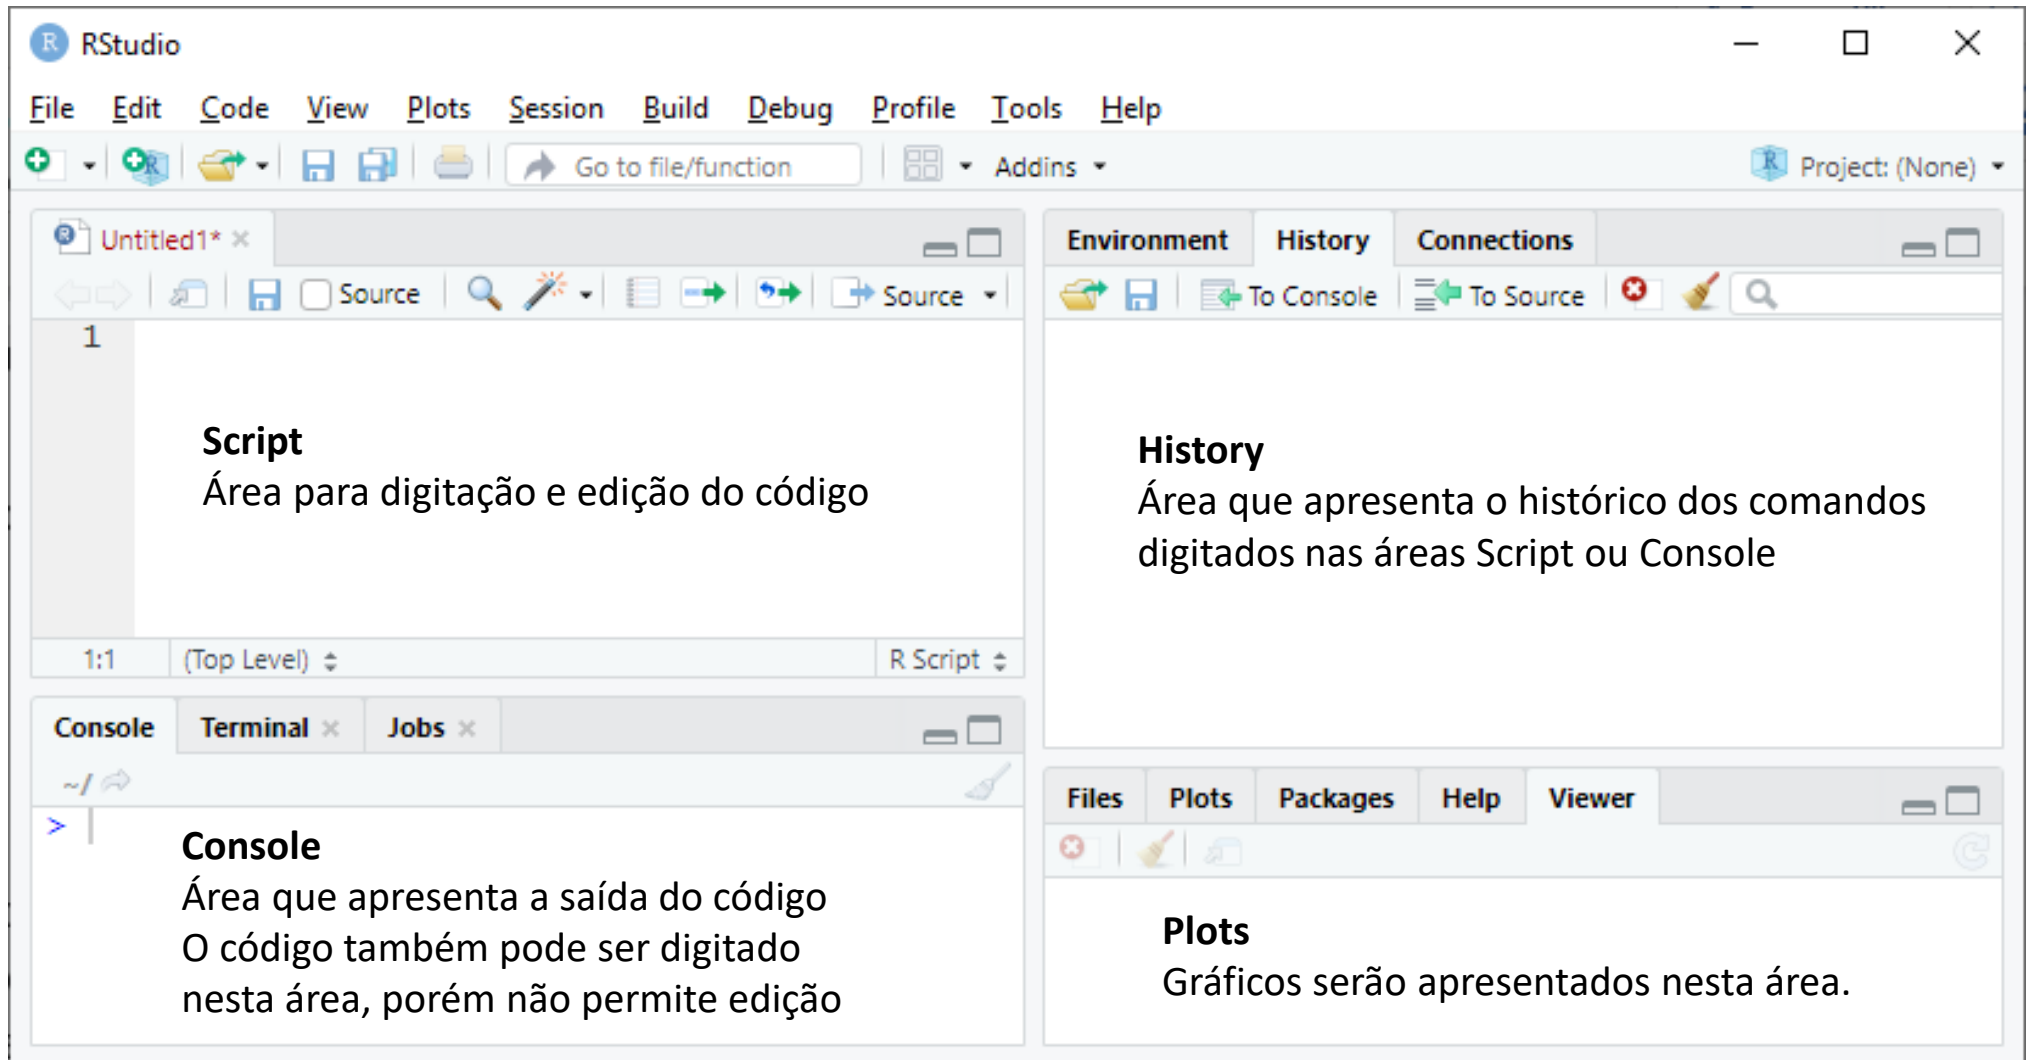 RStudio
File Edit Code View Plots Session Build Debug Profile Tools Help
Go to file/function Addins Project: (None)
Untitled1*
Source Source
1
Script
Área para digitação e edição do código
1:1 (Top Level) R Script
Environment History Connections
To Console To Source
History
Área que apresenta o histórico dos comandos
digitados nas áreas Script ou Console
Console Terminal Jobs
~/
>
Console
Área que apresenta a saída do código
O código também pode ser digitado
nesta área, porém não permite edição
Files Plots Packages Help Viewer
Plots
Gráficos serão apresentados nesta área.